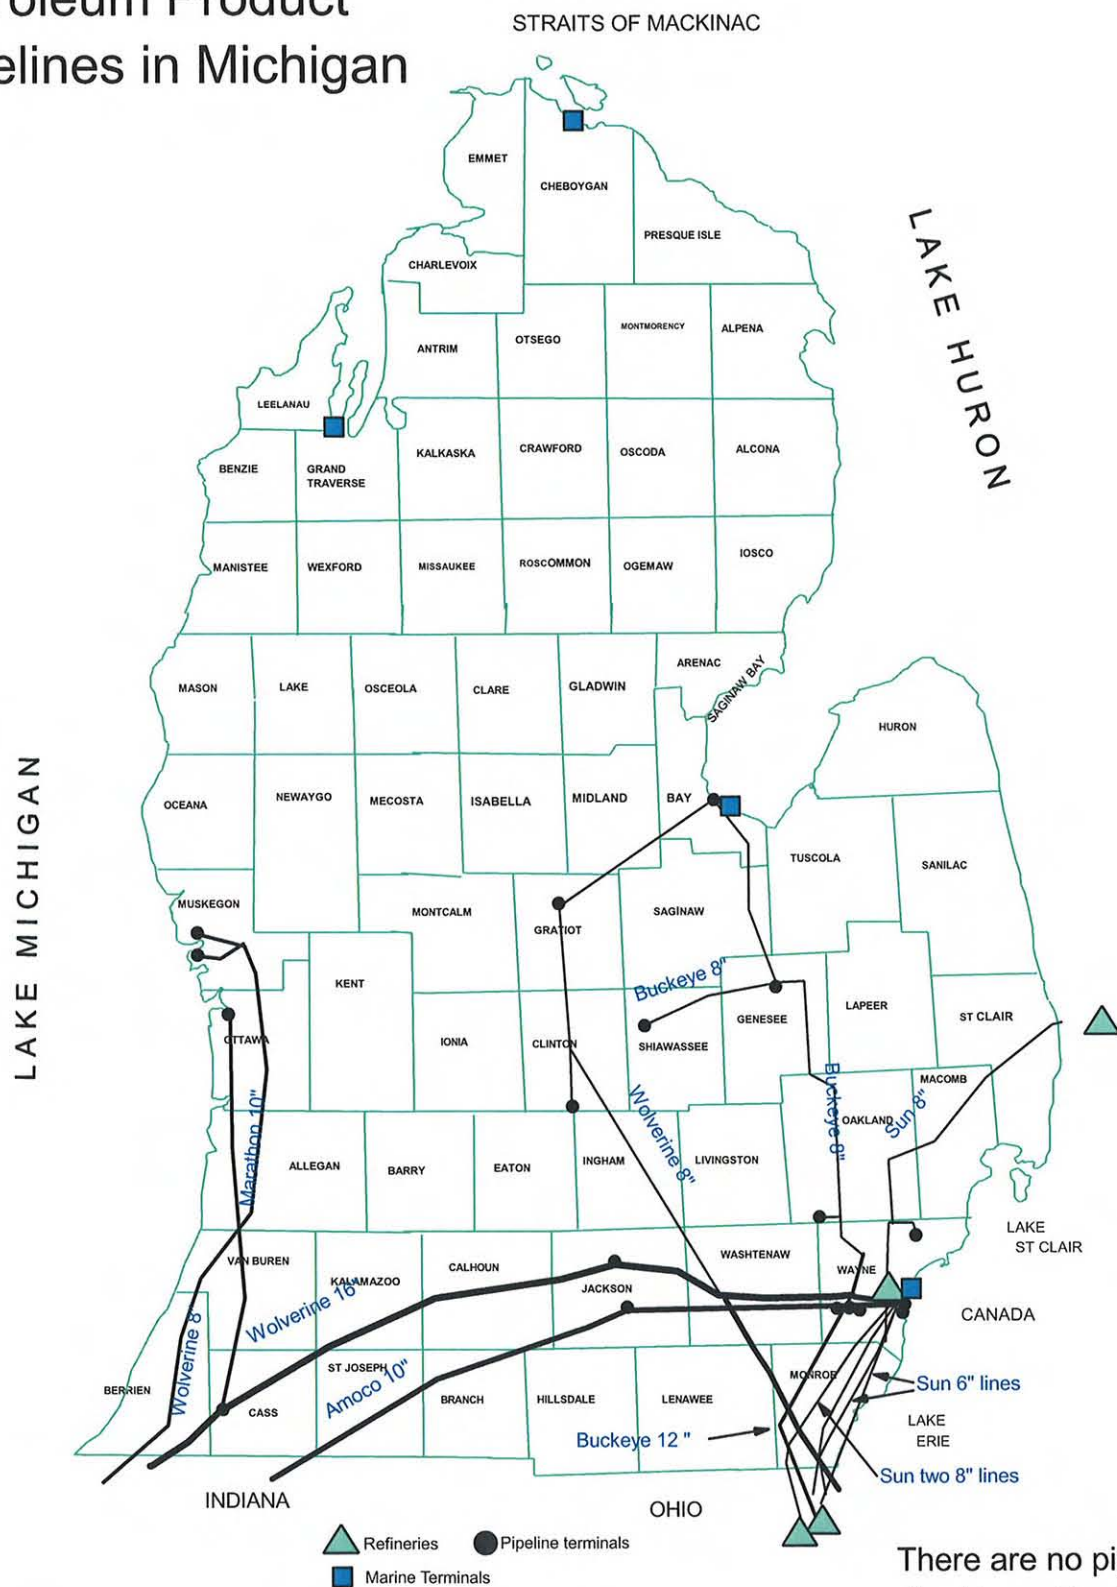 oleum Product
elines in Michigan
STRAITS OF MACKINAC
EMMET
CHEBOYGAN
PRESQUE ISLE
LAKE HURON
CHARLEVOIX
ANTRIM
OTSEGO
MONTMORENCY
ALPENA
LEELANAU
BENZIE
GRAND
TRAVERSE
KALKASKA
CRAWFORD
OSCODA
ALCONA
MANISTEE
WEXFORD
MISSAUKEE
ROSCOMMON
OGEMAW
IOSCO
ARENAC
SAGINAW BAY
MASON
LAKE
OSCEOLA
CLARE
GLADWIN
HURON
LAKE MICHIGAN
OCEANA
NEWAYGO
MECOSTA
ISABELLA
MIDLAND
BAY
TUSCOLA
SANILAC
MUSKEGON
MONTCALM
GRATIOT
SAGINAW
KENT
Buckeye 8"
LAPEER
GENESEE
ST CLAIR
OTTAWA
IONIA
CLINTON
SHIAWASSEE
MACOMB
OAKLAND
Buckeye 8"
Sun 8"
Marathon 10"
Wolverine 8"
ALLEGAN
BARRY
EATON
INGHAM
LIVINGSTON
LAKE
ST CLAIR
VAN BUREN
KALAMAZOO
CALHOUN
JACKSON
WASHTENAW
WAYNE
Wolverine 16"
CANADA
Wolverine 8"
BERRIEN
CASS
ST JOSEPH
Amoco 10"
BRANCH
HILLSDALE
LENAWEE
MONROE
Sun 6" lines
LAKE
ERIE
Buckeye 12 "
Sun two 8" lines
INDIANA
OHIO
Refineries
Pipeline terminals
Marine Terminals
There are no pi